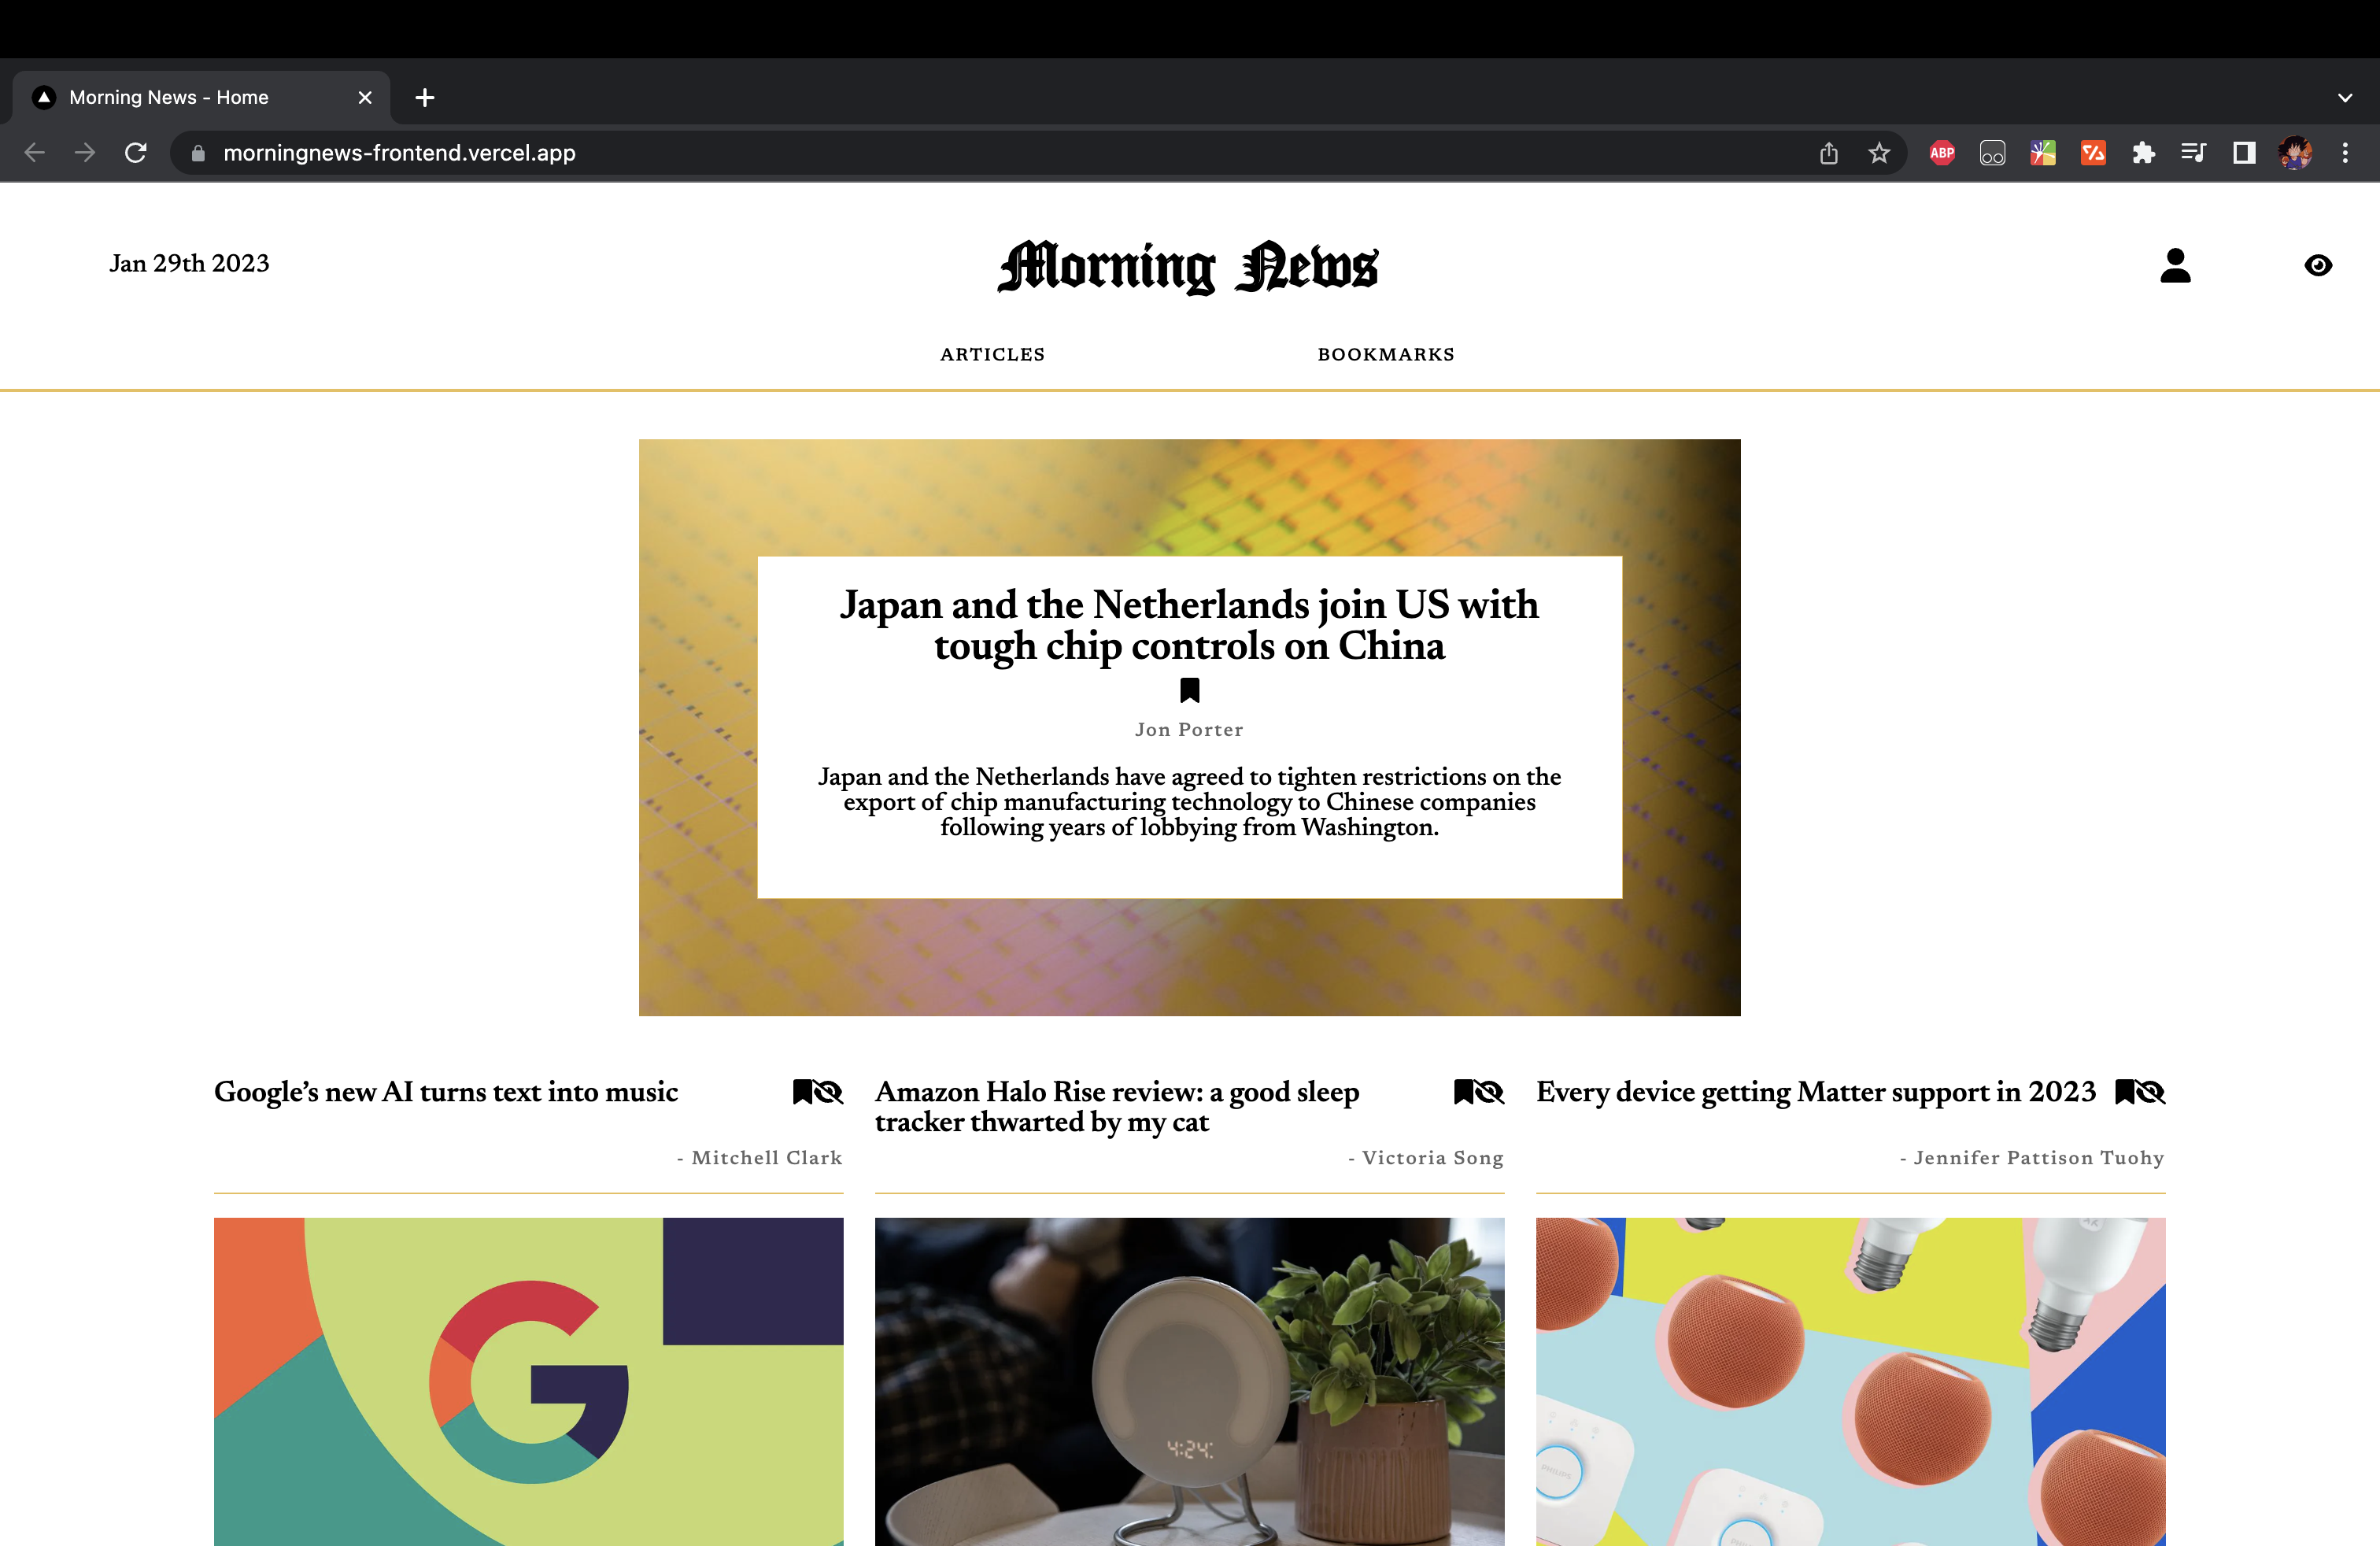 Morning News - Home
morningnews-frontend.vercel.app
ABP
Jan 29th 2023
Morning News
ARTICLES
BOOKMARKS
Japan and the Netherlands join US with
tough chip controls on China
Jon Porter
Japan and the Netherlands have agreed to tighten restrictions on the
export of chip manufacturing technology to Chinese companies
following years of lobbying from Washington.
Google’s new AI turns text into music
- Mitchell Clark
Amazon Halo Rise review: a good sleep
tracker thwarted by my cat
- Victoria Song
Every device getting Matter support in 2023
- Jennifer Pattison Tuohy
G
4:24
PHILIPS